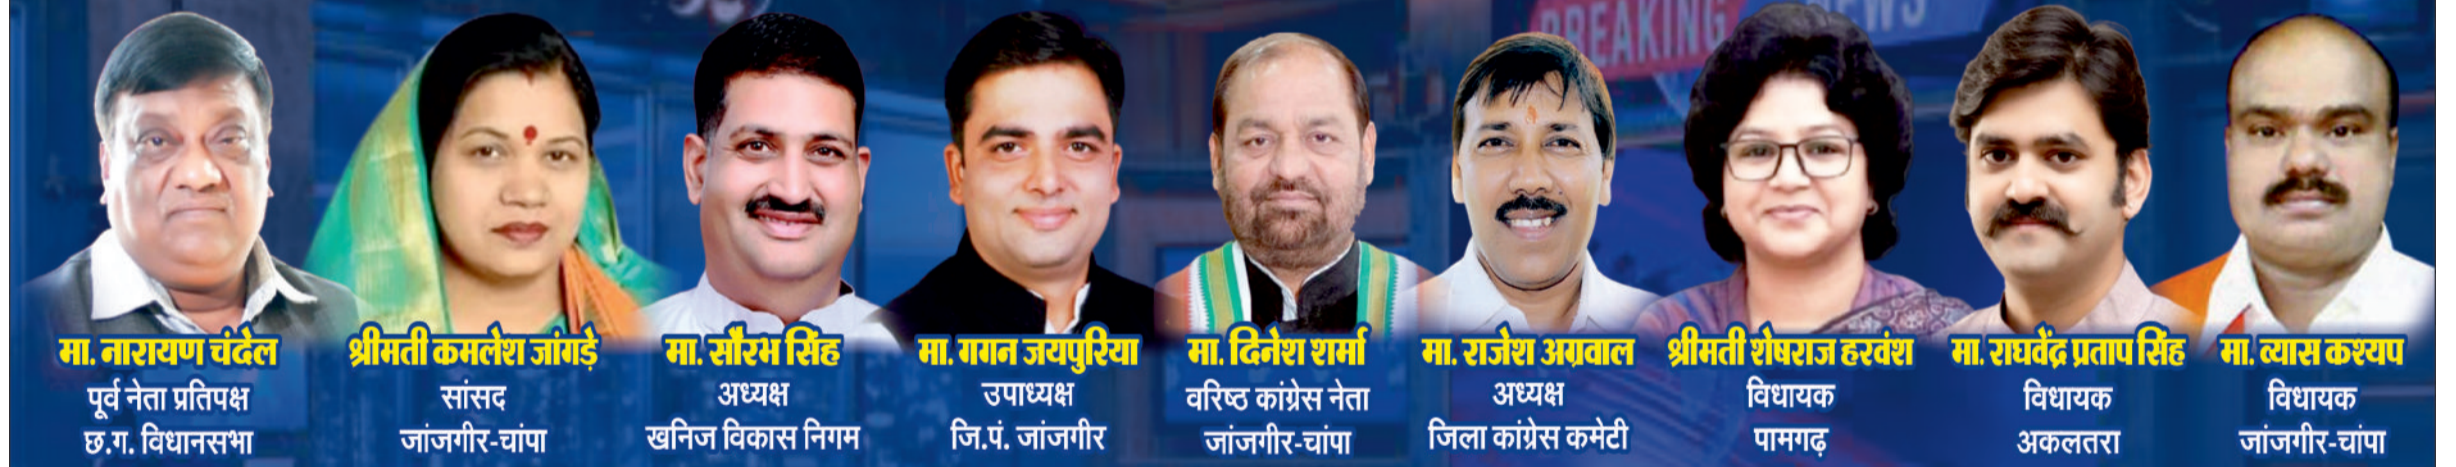 BREAKING NEWS
मा. नारायण चंदेल
पूर्व नेता प्रतिपक्ष
छ.ग. विधानसभा
श्रीमती कमलेश जांगड़े
सांसद
जांजगीर-चांपा
मा. सौरभ सिंह
अध्यक्ष
खनिज विकास निगम
मा. गगन जयपुरिया
उपाध्यक्ष
जि.पं. जांजगीर
मा. दिनेश शर्मा
वरिष्ठ कांग्रेस नेता
जांजगीर-चांपा
मा. राजेश अग्रवाल
अध्यक्ष
जिला कांग्रेस कमेटी
श्रीमती शेषराज हरवंश
विधायक
पामगढ़
मा. राघवेंद्र प्रताप सिंह
विधायक
अकलतरा
मा. व्यास कश्यप
विधायक
जांजगीर-चांपा